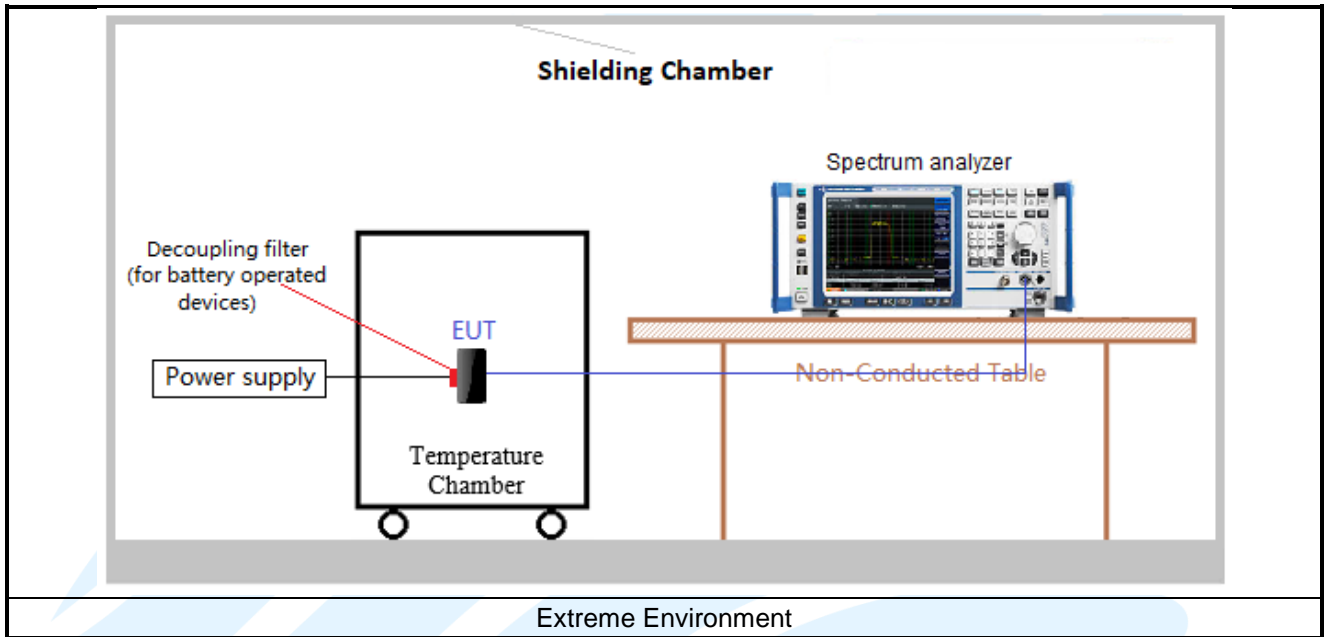 Shielding Chamber
Spectrum analyzer
Decoupling filter
(for battery operated
devices)
EUT
Power supply
Non-Conducted Table
Temperature
Chamber
Extreme Environment